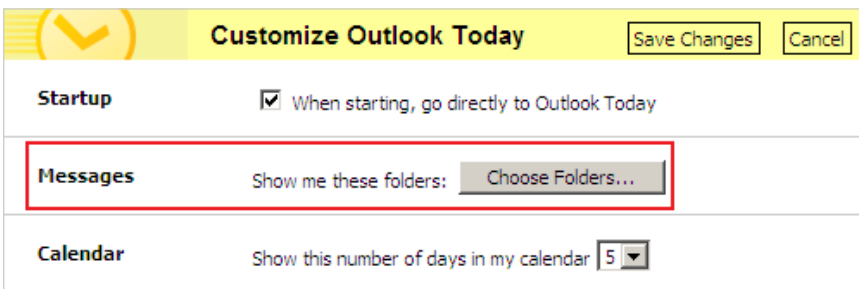 Customize Outlook Today Save Changes Cancel
Startup When starting, go directly to Outlook Today
Messages Show me these folders: Choose Folders...
Calendar Show this number of days in my calendar 5